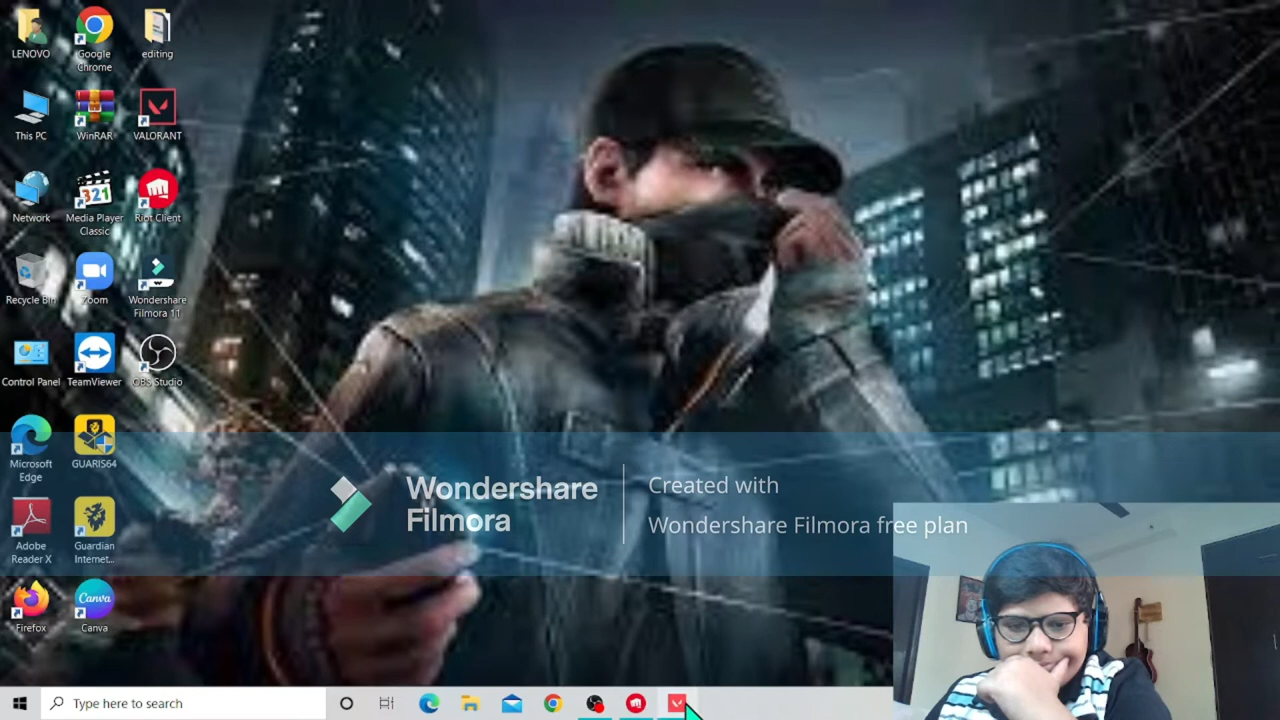 LENOVO
Google
Chrome
editing
This PC
WinRAR
VALORANT
Network
321
Media Player
Classic
Riot Client
Recycle Bin
Zoom
Wondershare
Filmora 11
Control Panel
TeamViewer
OBS Studio
Microsoft
Edge
GUARIS64
Adobe
Reader X
Guardian
Internet...
Firefox
Canva
Canva
Wondershare
Filmora
Created with
Wondershare Filmora free plan
Type here to search